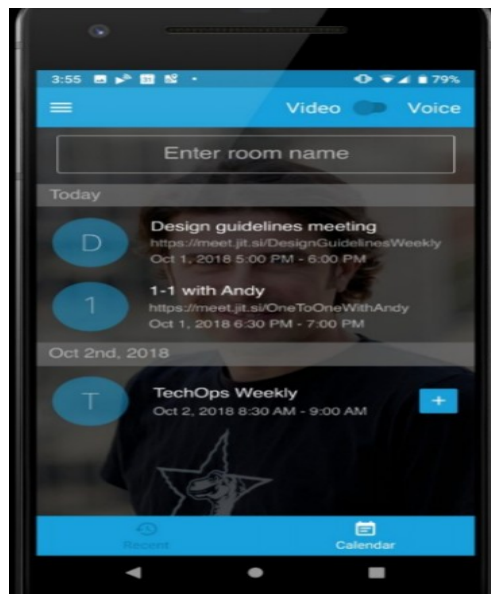 3:55
79%
Video
Voice
Enter room name
Today
D
Design guidelines meeting
https://meet.jit.si/DesignGuidelinesWeekly
Oct 1, 2018 5:00 PM - 6:00 PM
1
1-1 with Andy
https://meet.jit.si/OneToOneWithAndy
Oct 1, 2018 6:30 PM - 7:00 PM
Oct 2nd, 2018
T
TechOps Weekly
Oct 2, 2018 8:30 AM - 9:00 AM
+
Recent
Calendar